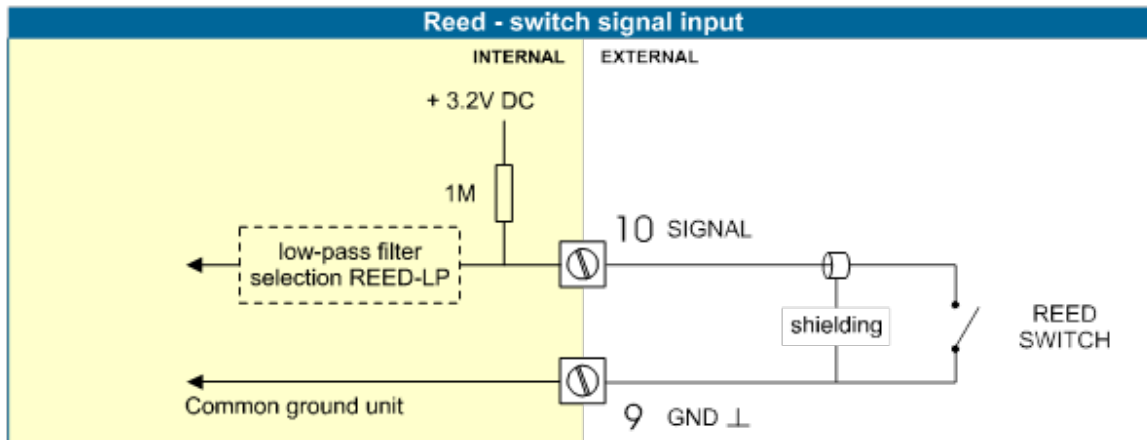 Reed - switch signal input
INTERNAL
EXTERNAL
+ 3.2V DC
1M
10 SIGNAL
low-pass filter
selection REED-LP
shielding
REED
SWITCH
Common ground unit
9 GND ⊥